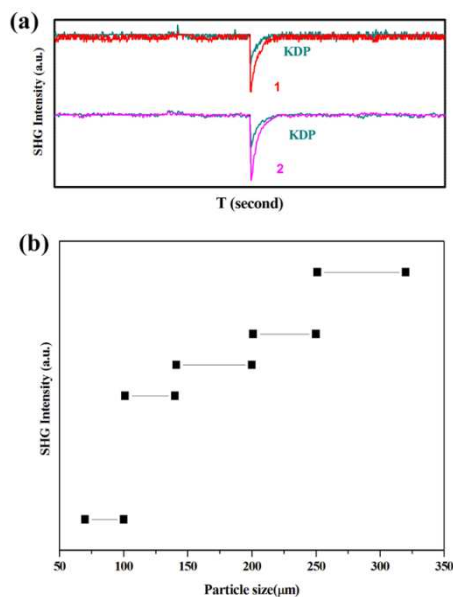 (a)
SHG Intensity (a.u.)
KDP
1
KDP
2
T (second)
(b)
SHG Intensity (a.u.)
50 100 150 200 250 300 350
Particle size(μm)